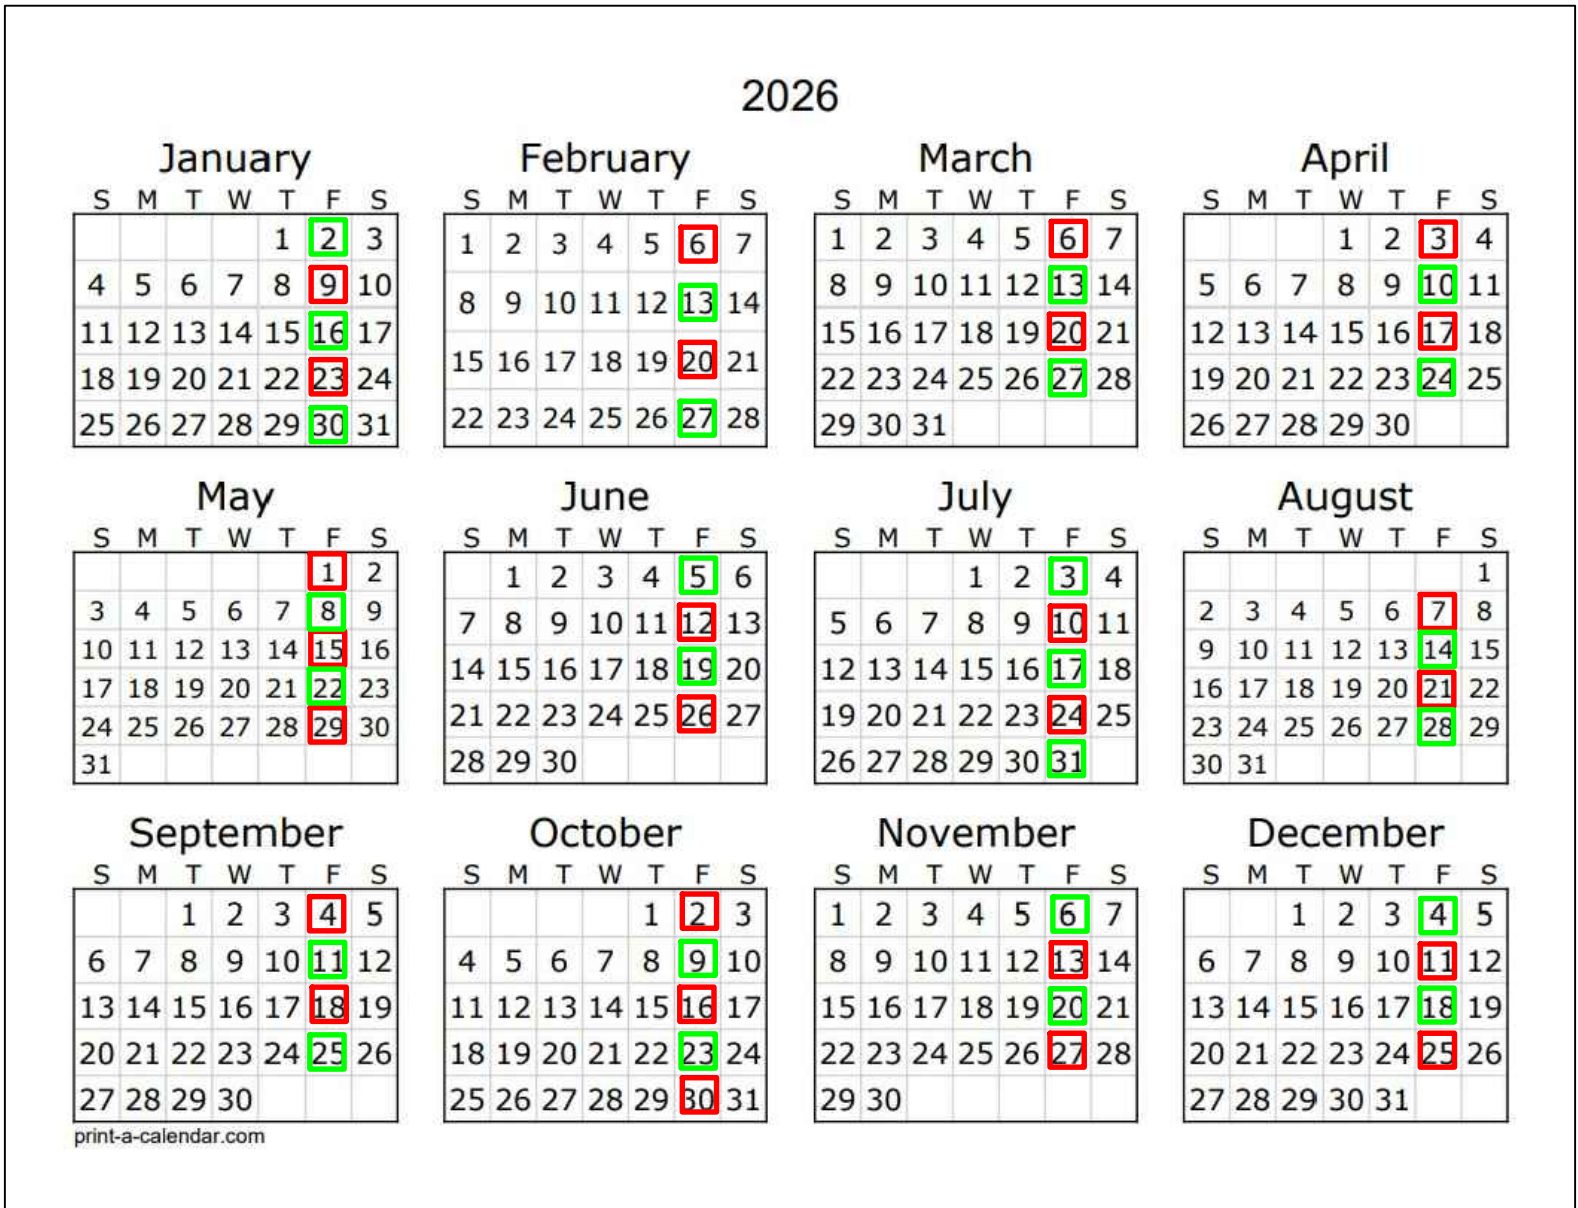 2026
January February March April
S M T W T F S S M T W T F S S M T W T F S S M T W T F S
1 2 3 1 2 3 4 5 6 7 1 2 3 4 5 6 7 1 2 3 4
4 5 6 7 8 9 10 8 9 10 11 12 13 14 8 9 10 11 12 13 14 5 6 7 8 9 10 11
11 12 13 14 15 16 17 15 16 17 18 19 20 21 15 16 17 18 19 20 21 12 13 14 15 16 17 18
18 19 20 21 22 23 24 22 23 24 25 26 27 28 22 23 24 25 26 27 28 19 20 21 22 23 24 25
25 26 27 28 29 30 31 29 30 31 26 27 28 29 30
May June July August
S M T W T F S S M T W T F S S M T W T F S S M T W T F S
1 2 1 2 3 4 5 6 1 2 3 4 1
3 4 5 6 7 8 9 7 8 9 10 11 12 13 5 6 7 8 9 10 11 2 3 4 5 6 7 8
10 11 12 13 14 15 16 14 15 16 17 18 19 20 12 13 14 15 16 17 18 9 10 11 12 13 14 15
17 18 19 20 21 22 23 21 22 23 24 25 26 27 19 20 21 22 23 24 25 16 17 18 19 20 21 22
24 25 26 27 28 29 30 28 29 30 26 27 28 29 30 31 23 24 25 26 27 28 29
31 30 31
September October November December
S M T W T F S S M T W T F S S M T W T F S S M T W T F S
1 2 3 4 5 1 2 3 1 2 3 4 5 6 7 1 2 3 4 5
6 7 8 9 10 11 12 4 5 6 7 8 9 10 8 9 10 11 12 13 14 6 7 8 9 10 11 12
13 14 15 16 17 18 19 11 12 13 14 15 16 17 15 16 17 18 19 20 21 13 14 15 16 17 18 19
20 21 22 23 24 25 26 18 19 20 21 22 23 24 22 23 24 25 26 27 28 20 21 22 23 24 25 26
27 28 29 30 25 26 27 28 29 30 31 29 30 27 28 29 30 31
print-a-calendar.com